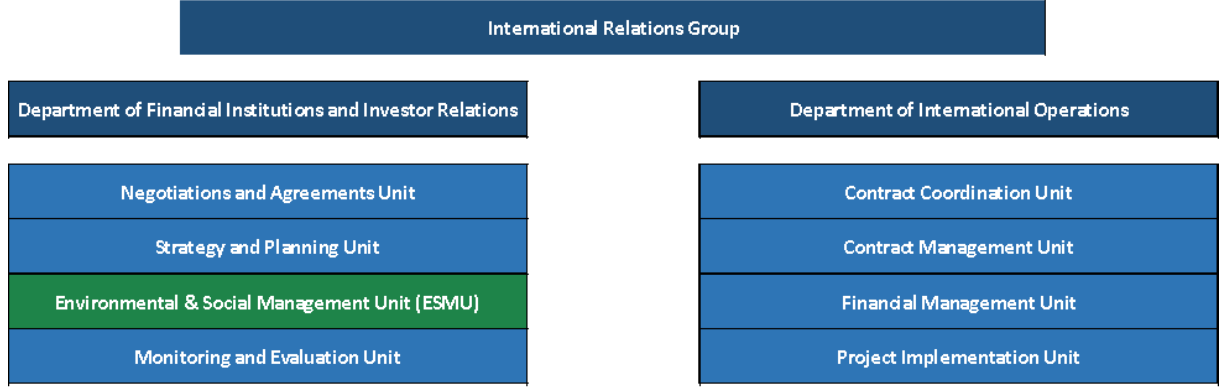 International Relations Group
Department of Financial Institutions and Investor Relations
Negotiations and Agreements Unit
Strategy and Planning Unit
Environmental & Social Management Unit (ESMU)
Monitoring and Evaluation Unit
Department of International Operations
Contract Coordination Unit
Contract Management Unit
Financial Management Unit
Project Implementation Unit